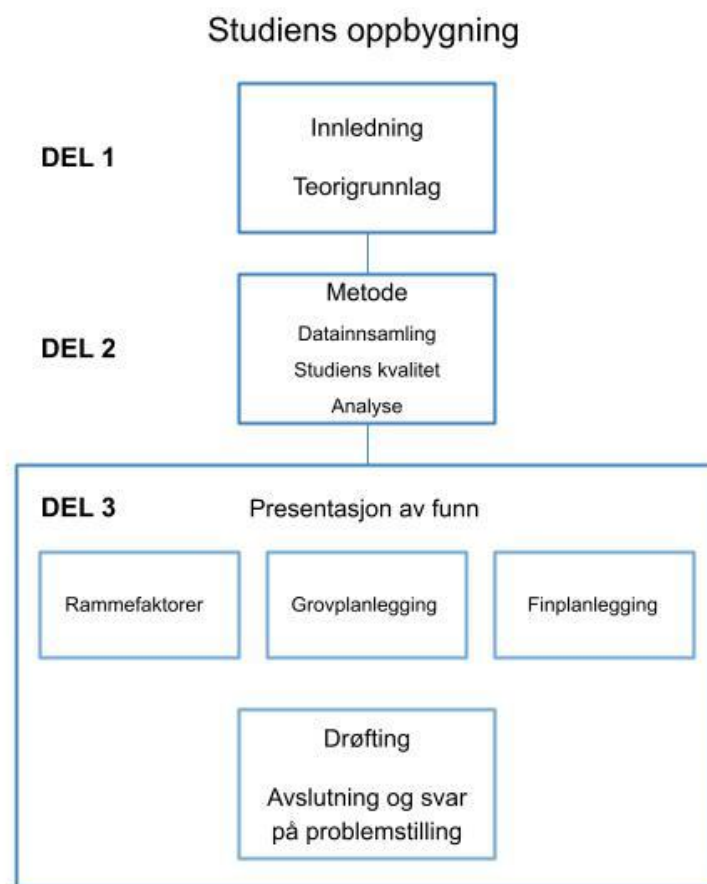 Studiens oppbygning
DEL 1
Innledning
Teorigrunnlag
DEL 2
Metode
Datainnsamling
Studiens kvalitet
Analyse
DEL 3
Presentasjon av funn
Rammefaktorer
Grovplanlegging
Finplanlegging
Drøfting
Avslutning og svar
på problemstilling